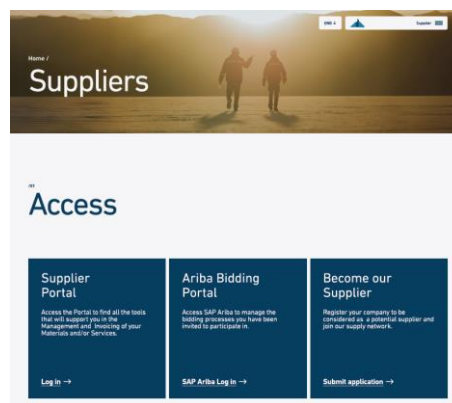 Home /
Suppliers
Supplier
Access
Supplier
Portal
Access the Portal to find all the tools
that will support you in the
Management and Invoicing of your
Materials and/or Services.
Log in →
Ariba Bidding
Portal
Access SAP Ariba to manage the
bidding processes you have been
invited to participate in.
SAP Ariba Log in →
Become our
Supplier
Register your company to be
considered as a potential supplier and
join our supply network.
Submit application →